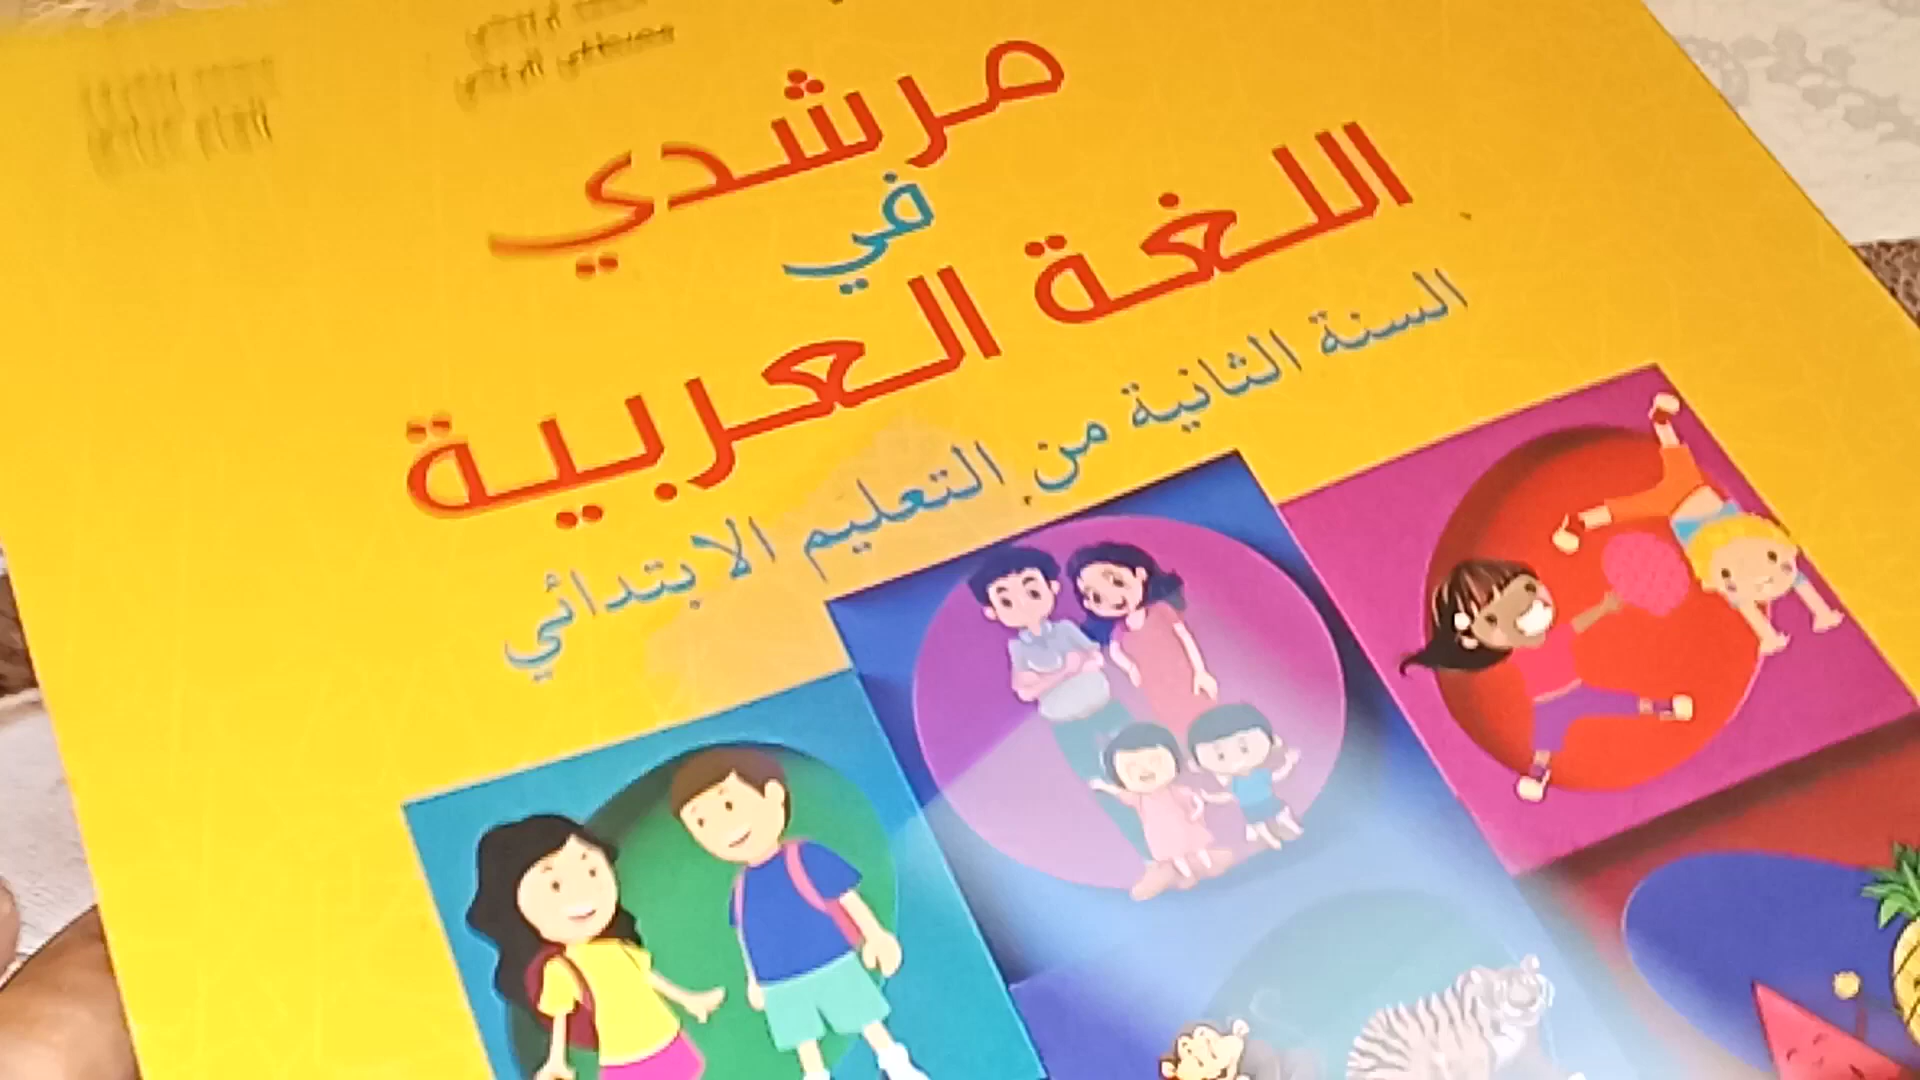 مرشدي
في
اللغة العربية
السنة الثانية من التعليم الابتدائي